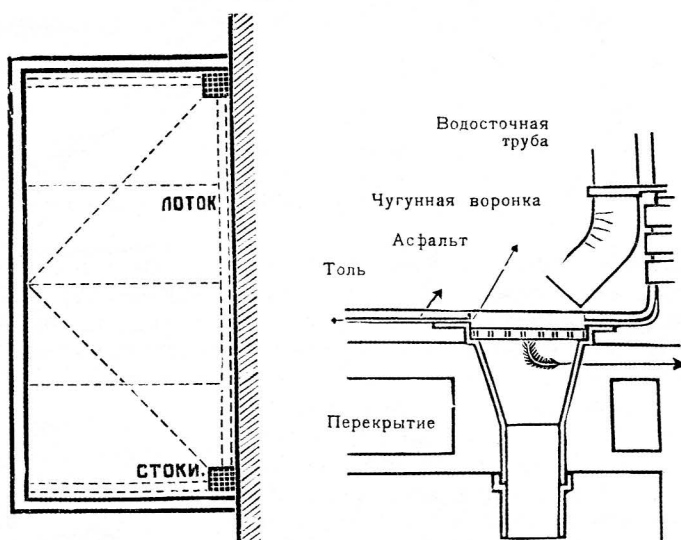 ЛОТОК
СТОКИ.
Водосточная
труба
Чугунная воронка
Асфальт
Толь
Перекрытие